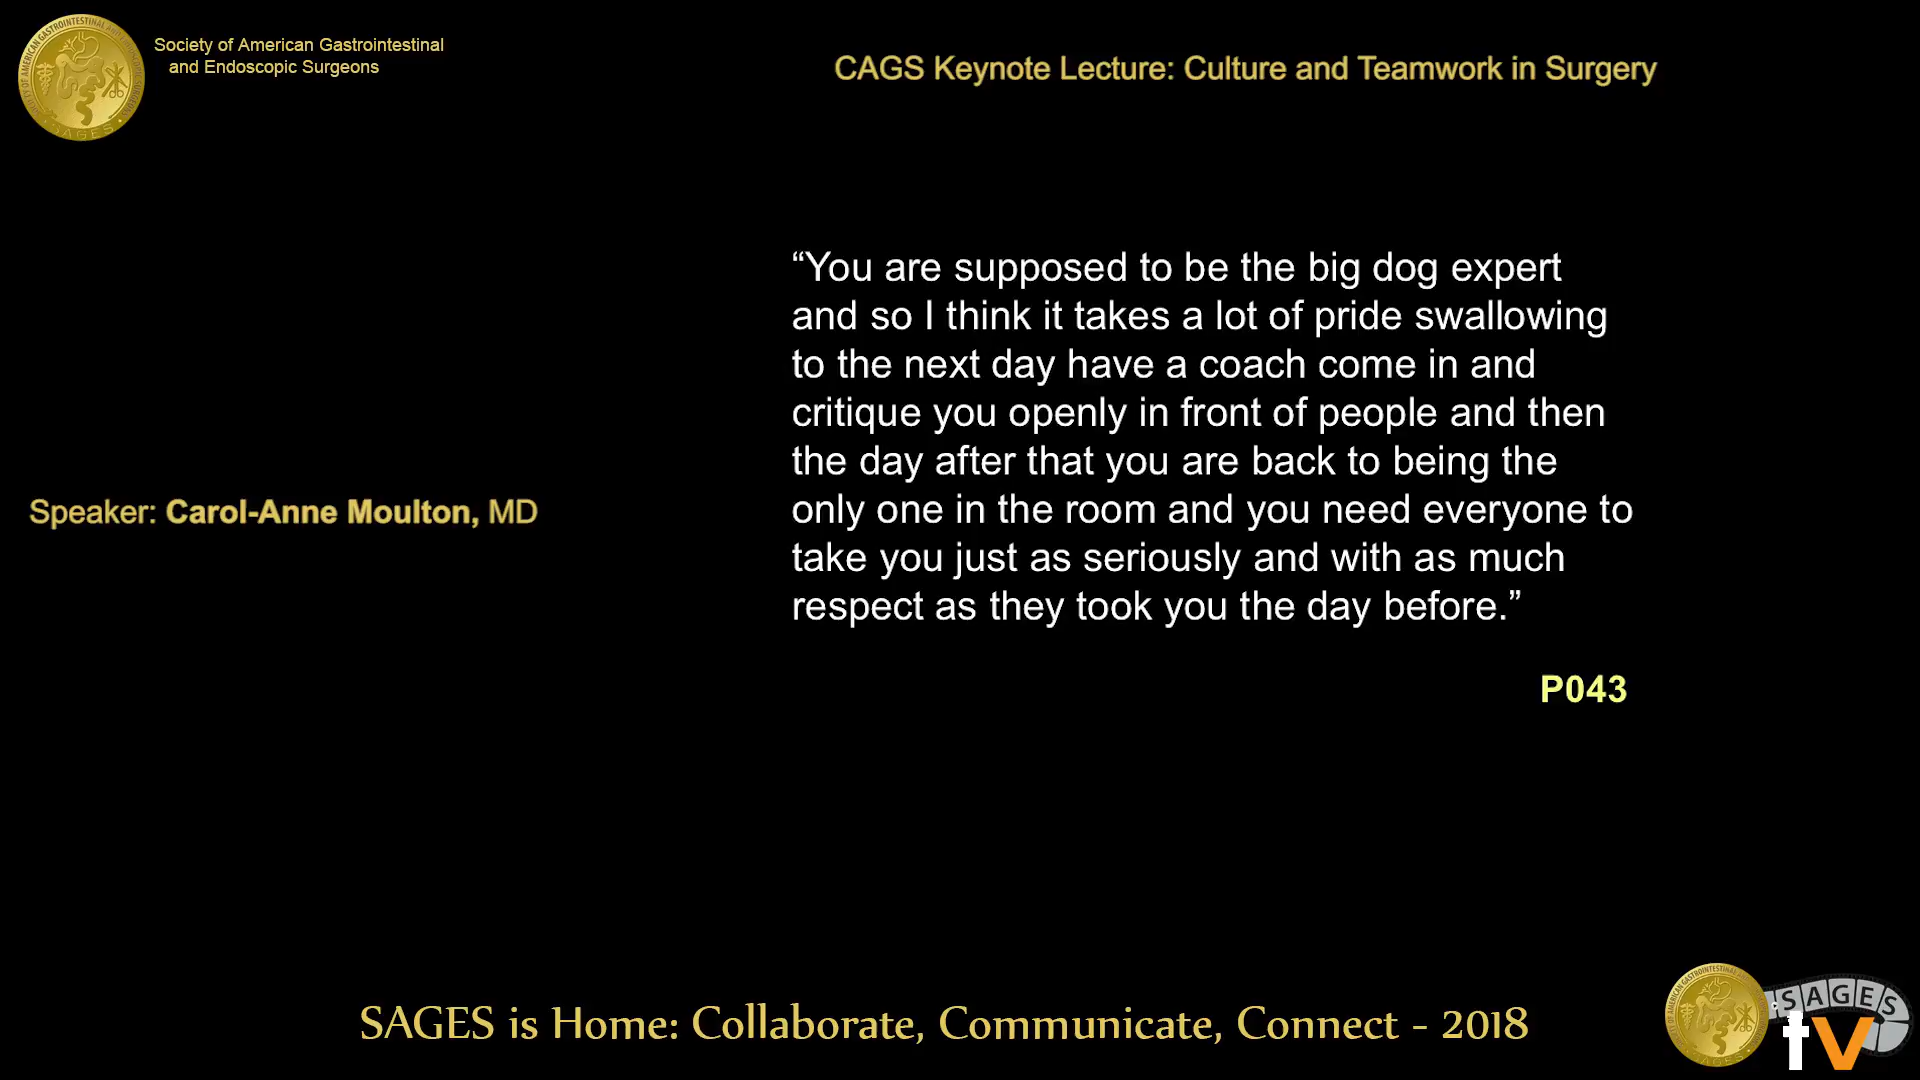 Society of American Gastrointestinal
and Endoscopic Surgeons
CAGS Keynote Lecture: Culture and Teamwork in Surgery
“You are supposed to be the big dog expert
and so I think it takes a lot of pride swallowing
to the next day have a coach come in and
critique you openly in front of people and then
the day after that you are back to being the
only one in the room and you need everyone to
take you just as seriously and with as much
respect as they took you the day before.”
P043
Speaker: Carol-Anne Moulton, MD
SAGES is Home: Collaborate, Communicate, Connect - 2018
SAGES
tv